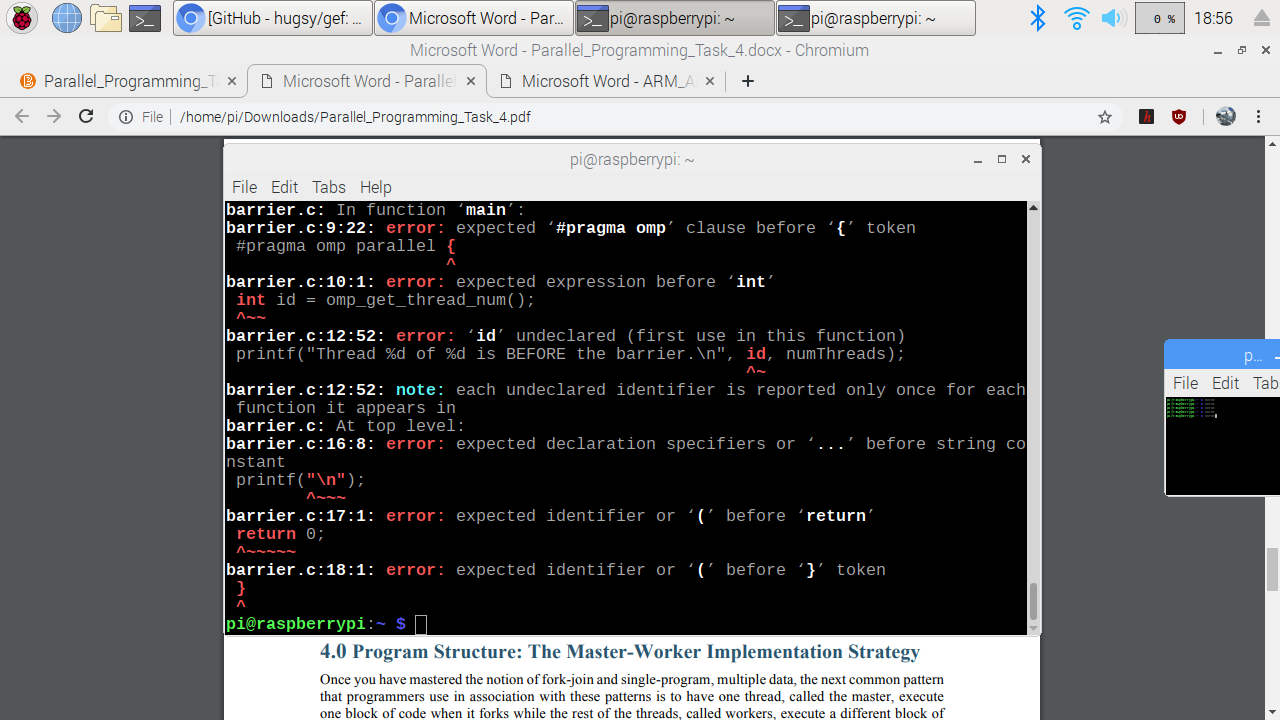 [GitHub - hugsy/gef: ...
Microsoft Word - Par...
pi@raspberrypi: ~
pi@raspberrypi: ~
0 %
18:56
Microsoft Word - Parallel_Programming_Task_4.docx - Chromium
Parallel_Programming_T
Microsoft Word - Parallel
Microsoft Word - ARM_A
File
/home/pi/Downloads/Parallel_Programming_Task_4.pdf
pi@raspberrypi: ~
File Edit Tabs Help
barrier.c: In function ‘main’:
barrier.c:9:22: error: expected ‘#pragma omp’ clause before ‘{’ token
#pragma omp parallel {
^
barrier.c:10:1: error: expected expression before ‘int’
int id = omp_get_thread_num();
^~~
barrier.c:12:52: error: ‘id’ undeclared (first use in this function)
printf("Thread %d of %d is BEFORE the barrier.\n", id, numThreads);
^~
barrier.c:12:52: note: each undeclared identifier is reported only once for each
function it appears in
barrier.c: At top level:
barrier.c:16:8: error: expected declaration specifiers or ‘...’ before string co
nstant
printf("\n");
^~~~
barrier.c:17:1: error: expected identifier or ‘(’ before ‘return’
return 0;
^~~~~~
barrier.c:18:1: error: expected identifier or ‘(’ before ‘}’ token
}
^
pi@raspberrypi:~ $
p...
File Edit Tab
4.0 Program Structure: The Master-Worker Implementation Strategy
Once you have mastered the notion of fork-join and single-program, multiple data, the next common pattern
that programmers use in association with these patterns is to have one thread, called the master, execute
one block of code when it forks while the rest of the threads, called workers, execute a different block of